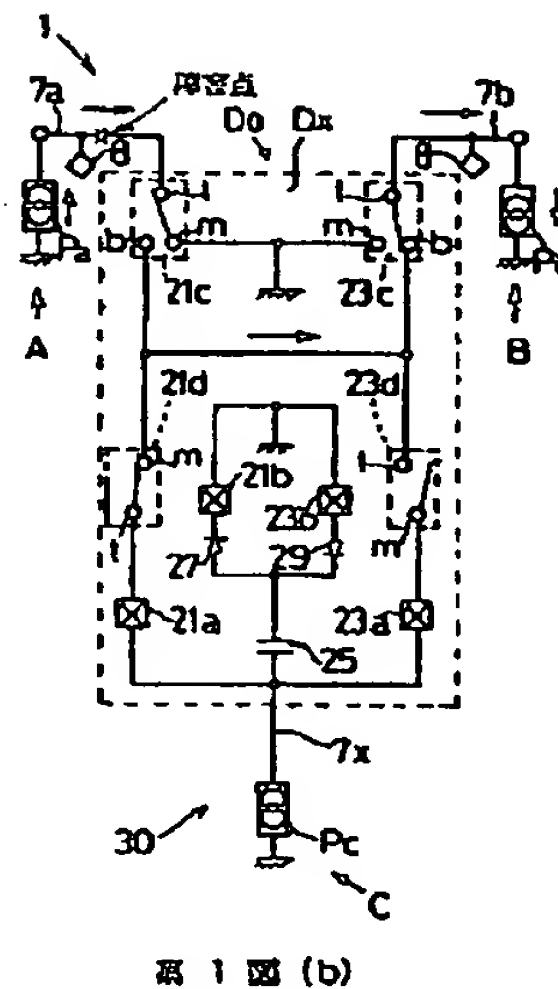 1
7a
障害点
Do
Dx
7b
l
m
b
21c
l
m
b
23c
A
B
21d
m
l
23d
l
m
21b
23b
27
29
21a
23a
25
7x
30
Pc
C
第 1 図 (b)